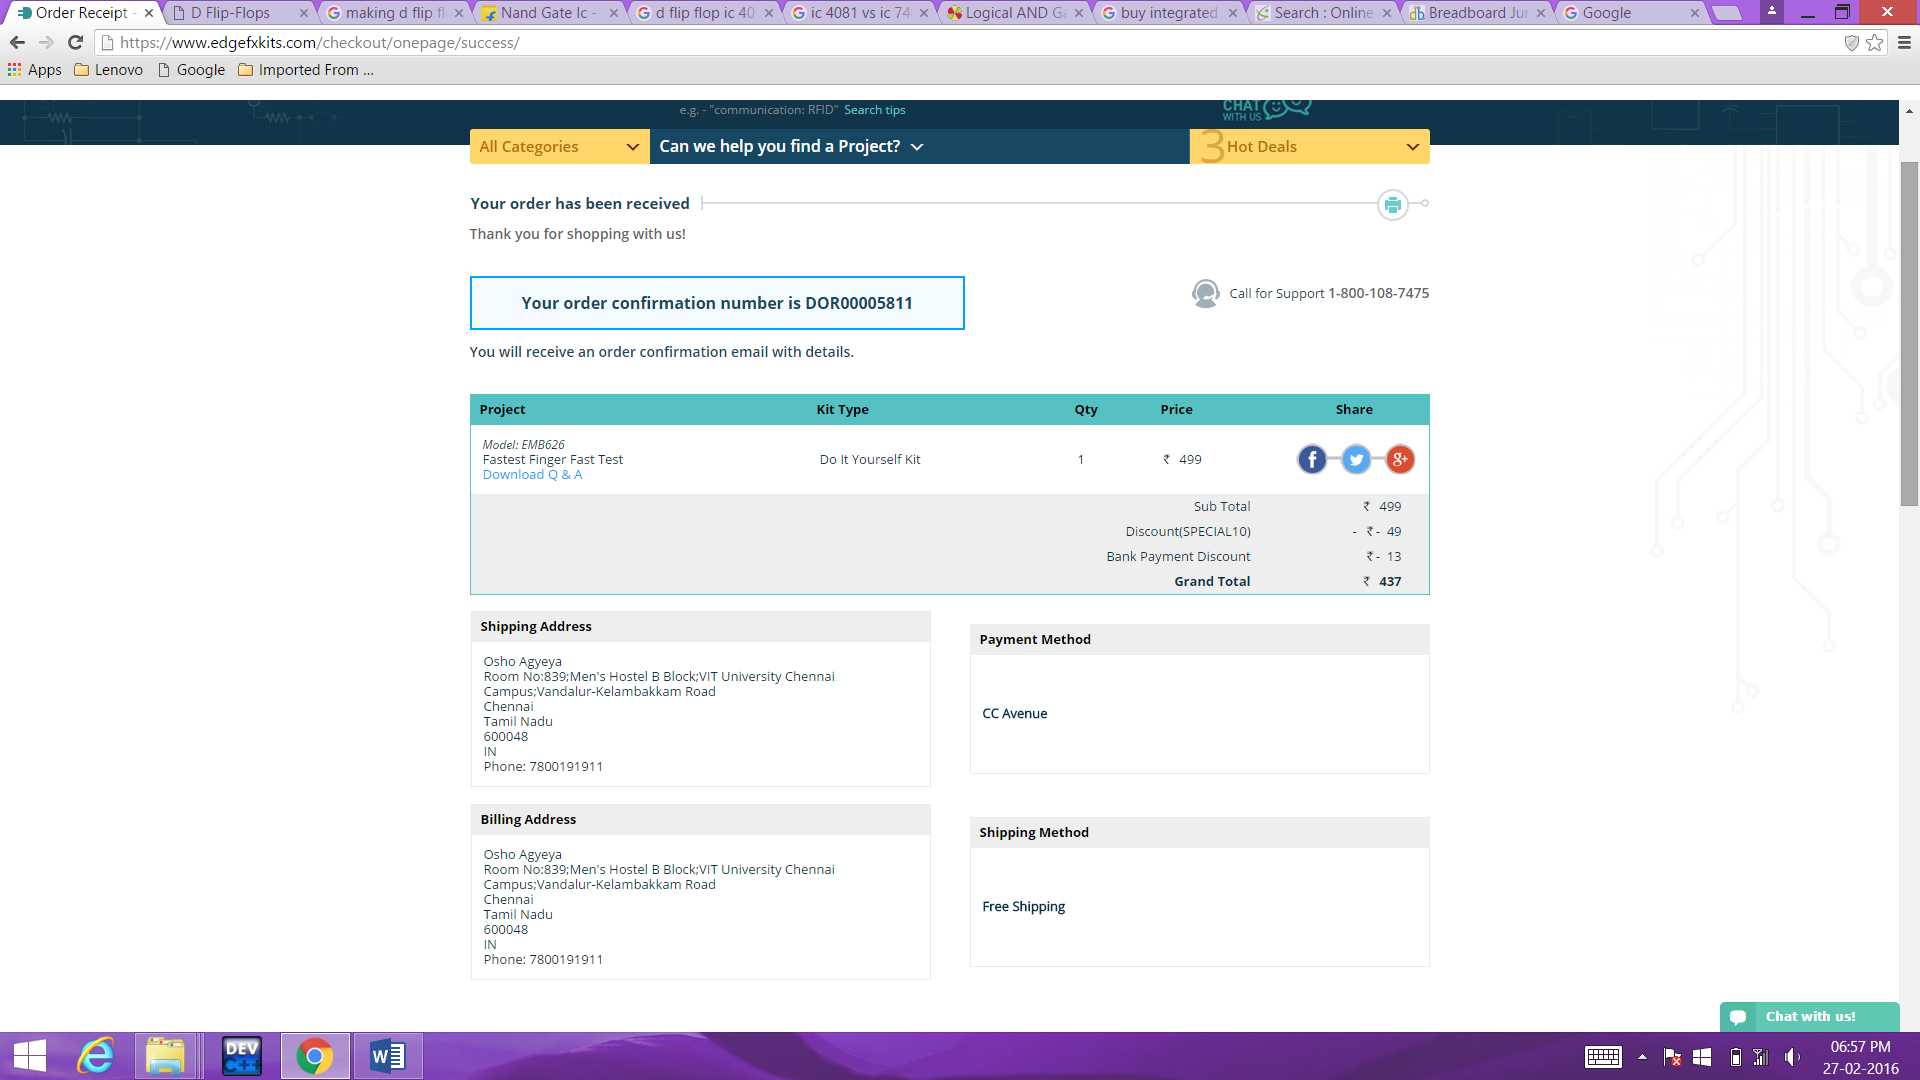 Order Receipt -
D Flip-Flops
making d flip fl
Nand Gate Ic -
d flip flop ic 40
ic 4081 vs ic 740
Logical AND Ga
buy integrated
Search : Online
Breadboard Jun
Google
https://www.edgefxkits.com/checkout/onepage/success/
Apps Lenovo Google Imported From ...
e.g. - "communication: RFID" Search tips
CHAT
WITH US
All Categories Can we help you find a Project? 3 Hot Deals
Your order has been received
Thank you for shopping with us!
Your order confirmation number is DOR00005811
Call for Support 1-800-108-7475
You will receive an order confirmation email with details.
Project Kit Type Qty Price Share
Model: EMB626
Fastest Finger Fast Test Do It Yourself Kit 1 ₹ 499
Download Q & A
Sub Total ₹ 499
Discount(SPECIAL10) - ₹- 49
Bank Payment Discount ₹- 13
Grand Total ₹ 437
Shipping Address
Osho Agyeya
Room No:839;Men's Hostel B Block;VIT University Chennai
Campus;Vandalur-Kelambakkam Road
Chennai
Tamil Nadu
600048
IN
Phone: 7800191911
Payment Method
CC Avenue
Billing Address
Osho Agyeya
Room No:839;Men's Hostel B Block;VIT University Chennai
Campus;Vandalur-Kelambakkam Road
Chennai
Tamil Nadu
600048
IN
Phone: 7800191911
Shipping Method
Free Shipping
Chat with us!
DEV
C++
06:57 PM
27-02-2016